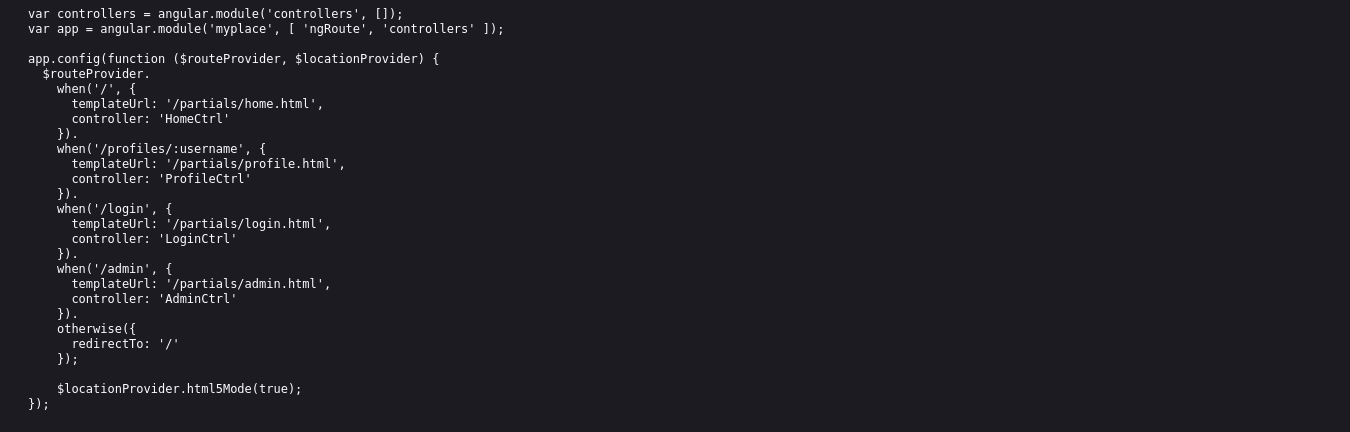 var controllers = angular.module('controllers', []);
var app = angular.module('myplace', [ 'ngRoute', 'controllers' ]);

app.config(function ($routeProvider, $locationProvider) {
  $routeProvider.
    when('/', {
      templateUrl: '/partials/home.html',
      controller: 'HomeCtrl'
    }).
    when('/profiles/:username', {
      templateUrl: '/partials/profile.html',
      controller: 'ProfileCtrl'
    }).
    when('/login', {
      templateUrl: '/partials/login.html',
      controller: 'LoginCtrl'
    }).
    when('/admin', {
      templateUrl: '/partials/admin.html',
      controller: 'AdminCtrl'
    }).
    otherwise({
      redirectTo: '/'
    });

    $locationProvider.html5Mode(true);
});